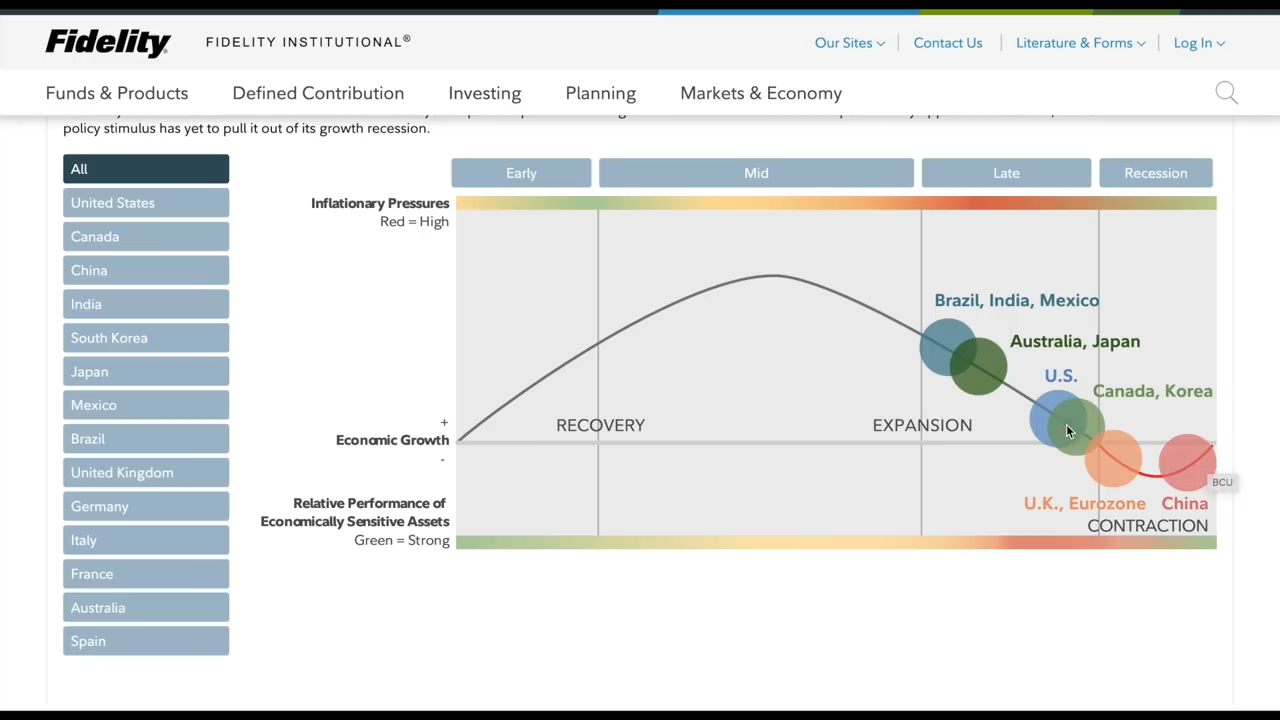 Fidelity
FIDELITY INSTITUTIONAL®
Our Sites
Contact Us
Literature & Forms
Log In
Funds & Products
Defined Contribution
Investing
Planning
Markets & Economy
policy stimulus has yet to pull it out of its growth recession.
All
United States
Canada
China
India
South Korea
Japan
Mexico
Brazil
United Kingdom
Germany
Italy
France
Australia
Spain
Early
Mid
Late
Recession
Inflationary Pressures
Red = High
Brazil, India, Mexico
Australia, Japan
U.S.
Canada, Korea
RECOVERY
EXPANSION
+
Economic Growth
-
BCU
Relative Performance of
Economically Sensitive Assets
Green = Strong
U.K., Eurozone
China
CONTRACTION